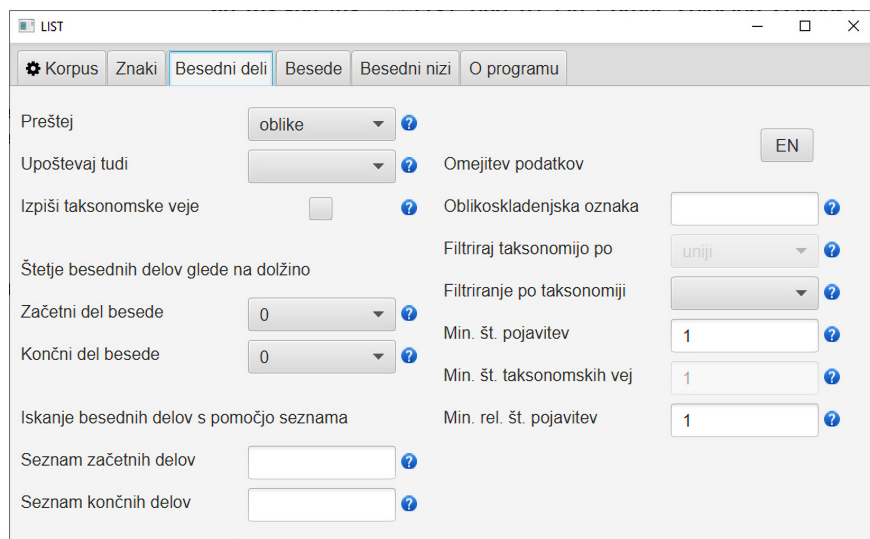 LIST
Korpus
Znaki
Besedni deli
Besede
Besedni nizi
O programu
Preštej
oblike
Upoštevaj tudi
Izpiši taksonomske veje
Štetje besednih delov glede na dolžino
Začetni del besede
0
Končni del besede
0
Iskanje besednih delov s pomočjo seznama
Seznam začetnih delov
Seznam končnih delov
EN
Omejitev podatkov
Oblikoskladenjska oznaka
Filtriraj taksonomijo po
uniji
Filtriranje po taksonomiji
Min. št. pojavitev
1
Min. št. taksonomskih vej
1
Min. rel. št. pojavitev
1